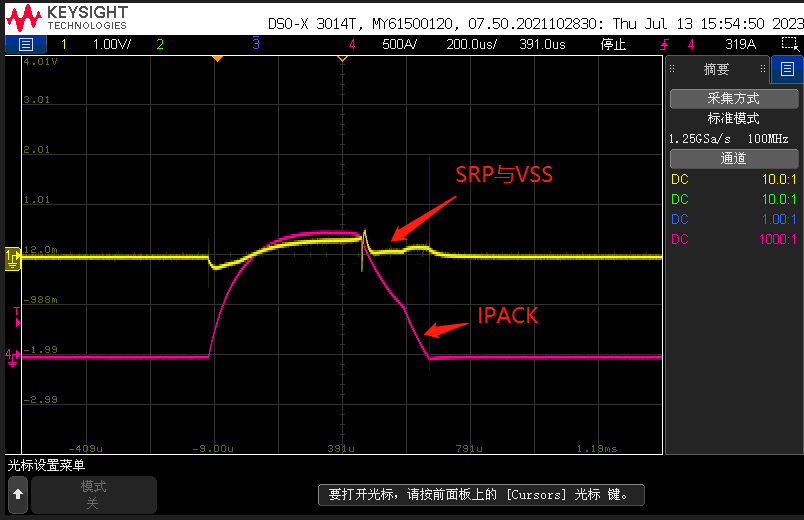 KEYSIGHT
TECHNOLOGIES
DSO-X 3014T, MY61500120, 07.50.2021102830: Thu Jul 13 15:54:50 2023
1 1.00V/ 2 3 4 500A/ 200.0us/ 391.0us 停止 4 319A
4.01V
3.01
2.01
1.01
12.0m
-988m
-1.99
-2.99
1
T
4
SRP与VSS
IPACK
-409u -9.00u 391u 791u 1.19ms
摘要
采集方式
标准模式
1.25GSa/s 100MHz
通道
DC 10.0:1
DC 10.0:1
DC 1.00:1
DC 1000:1
光标设置菜单
模式
关
要打开光标，请按前面板上的 [Cursors] 光标 键。